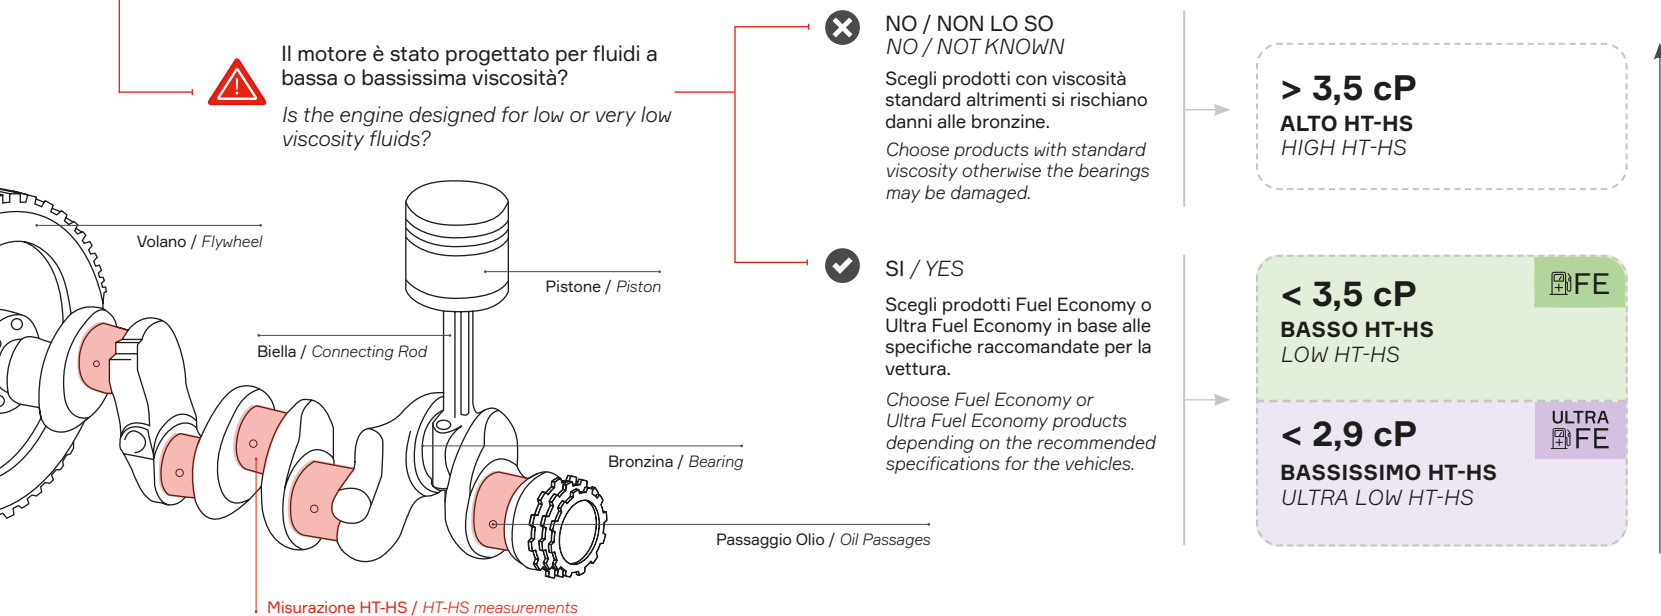 Il motore è stato progettato per fluidi a
bassa o bassissima viscosità?
Is the engine designed for low or very low
viscosity fluids?
NO / NON LO SO
NO / NOT KNOWN
Scegli prodotti con viscosità
standard altrimenti si rischiano
danni alle bronzine.
Choose products with standard
viscosity otherwise the bearings
may be damaged.
> 3,5 cP
ALTO HT-HS
HIGH HT-HS
SI / YES
Scegli prodotti Fuel Economy o
Ultra Fuel Economy in base alle
specifiche raccomandate per la
vettura.
Choose Fuel Economy or
Ultra Fuel Economy products
depending on the recommended
specifications for the vehicles.
< 3,5 cP
BASSO HT-HS
LOW HT-HS
FE
< 2,9 cP
BASSISSIMO HT-HS
ULTRA LOW HT-HS
ULTRA
FE
Volano / Flywheel
Pistone / Piston
Biella / Connecting Rod
Bronzina / Bearing
Passaggio Olio / Oil Passages
Misurazione HT-HS / HT-HS measurements